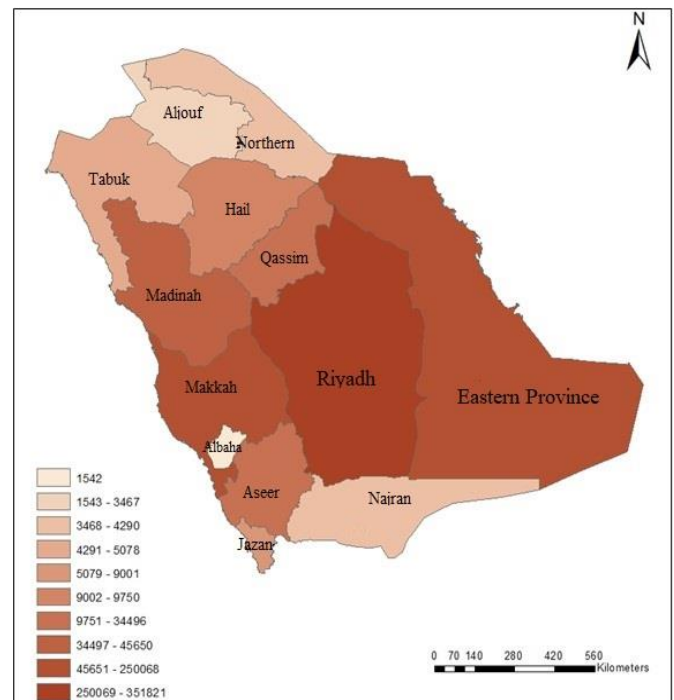 N
Aljouf
Northern
Tabuk
Hail
Qassim
Madinah
Riyadh
Makkah
Eastern Province
Albaha
Aseer
Najran
Jazan
1542
1543 - 3467
3468 - 4290
4291 - 5078
5079 - 9001
9002 - 9750
9751 - 34496
34497 - 45650
45651 - 250068
250069 - 351821
0 70 140 280 420 560
Kilometers